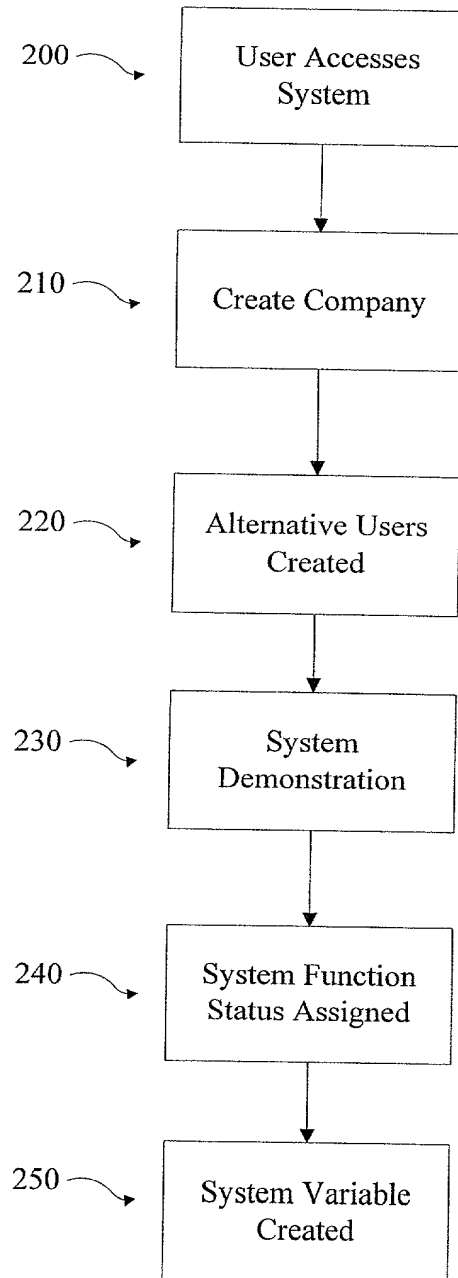 200
User Accesses
System
210
Create Company
220
Alternative Users
Created
230
System
Demonstration
240
System Function
Status Assigned
250
System Variable
Created